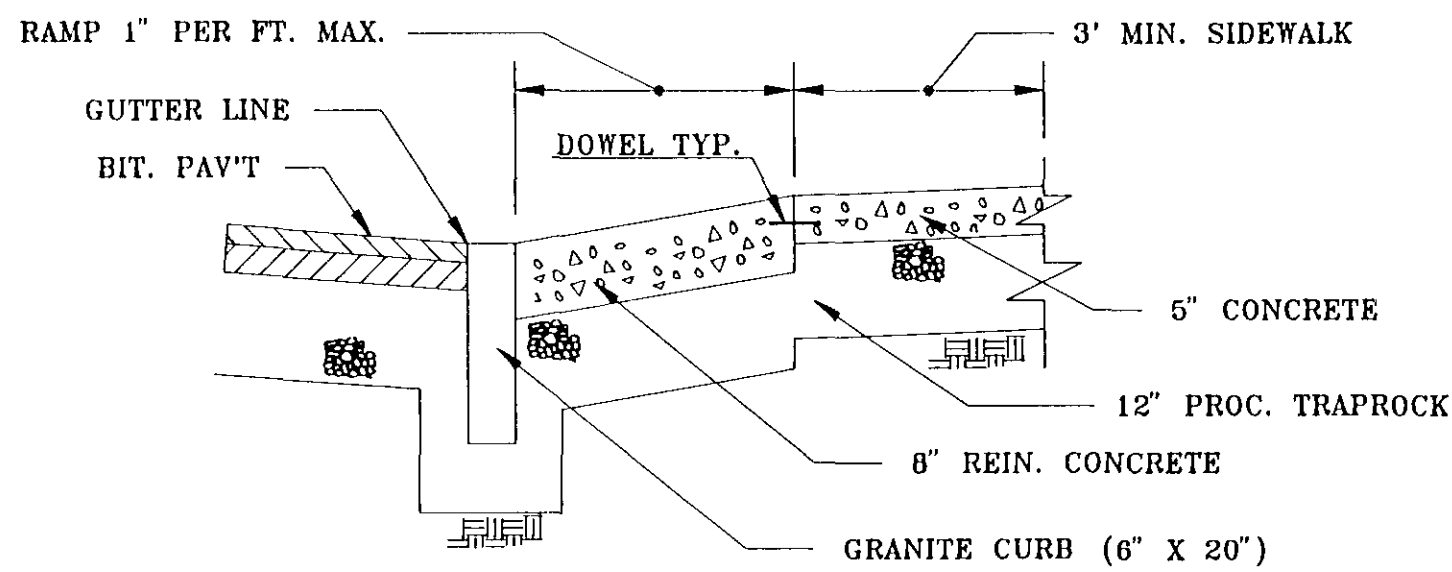 RAMP 1" PER FT. MAX.
3' MIN. SIDEWALK
GUTTER LINE
BIT. PAV'T
DOWEL TYP.
5" CONCRETE
12" PROC. TRAPROCK
8" REIN. CONCRETE
GRANITE CURB (6" X 20")